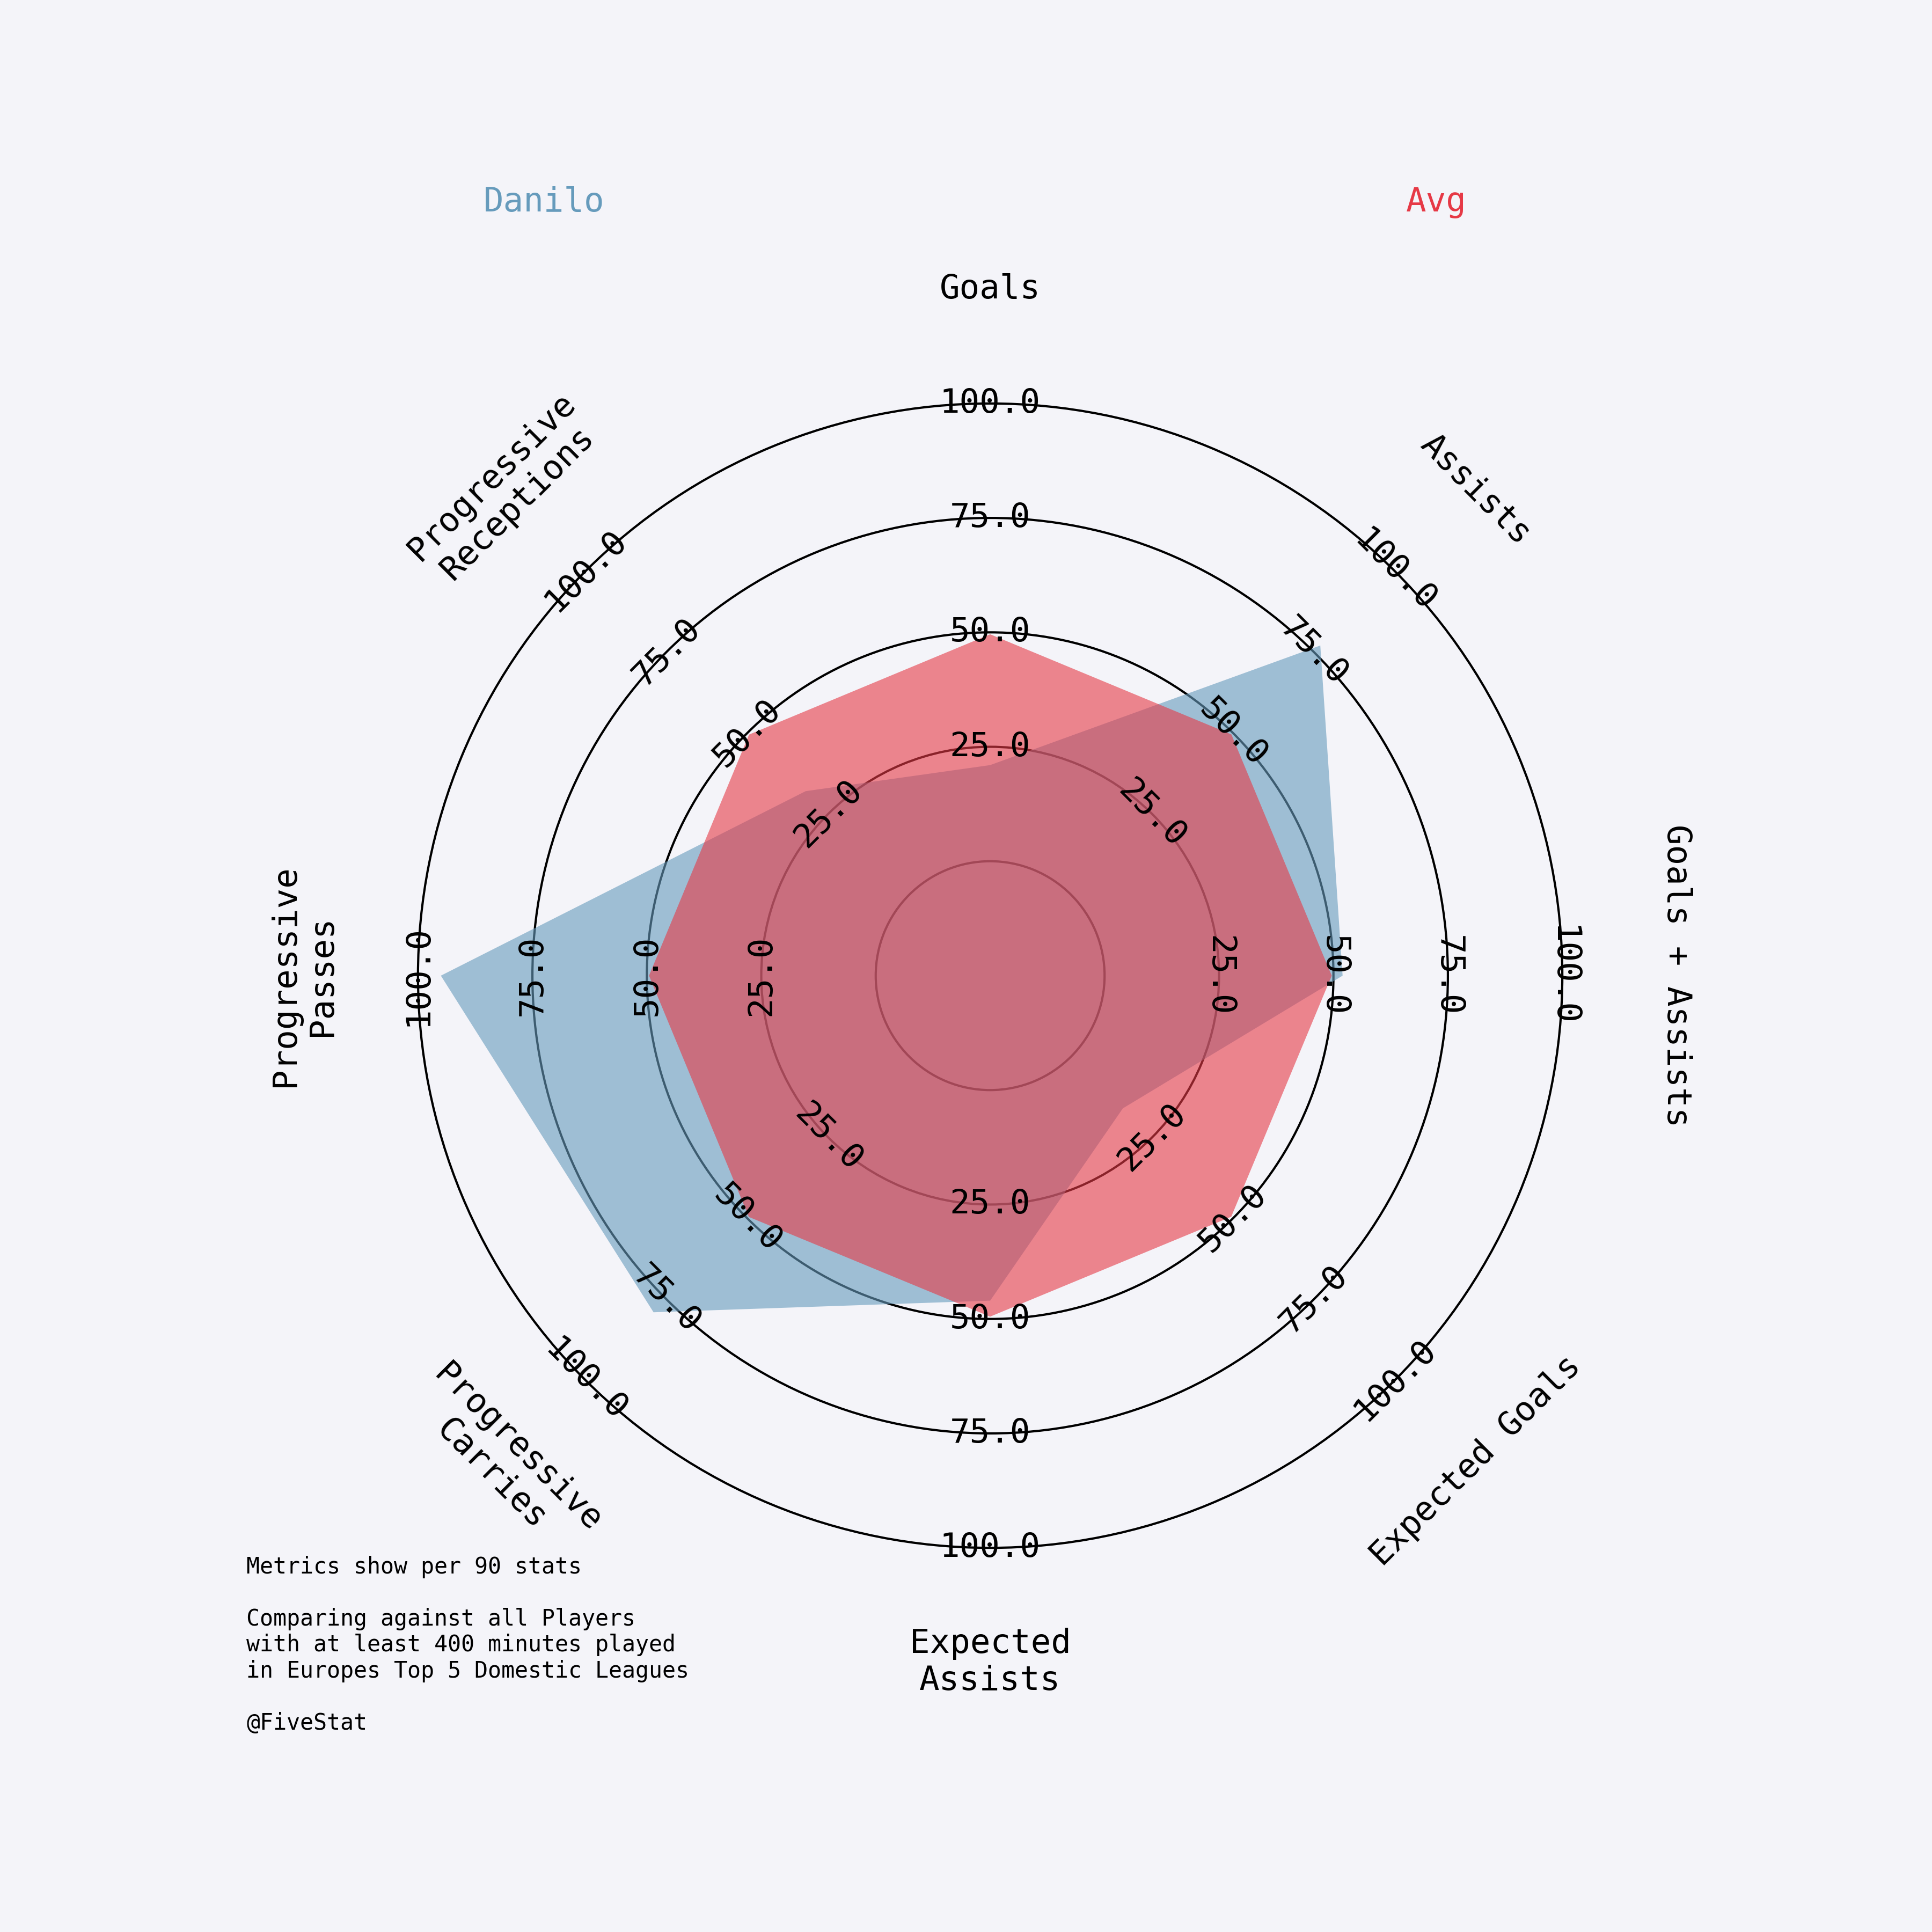 Danilo
Avg
Goals
Assists
Goals + Assists
Expected Goals
Expected
Assists
Progressive
Carries
Progressive
Passes
Progressive
Receptions
25.0
50.0
75.0
100.0
25.0
50.0
75.0
100.0
25.0
50.0
75.0
100.0
25.0
50.0
75.0
100.0
25.0
50.0
75.0
100.0
25.0
50.0
75.0
100.0
25.0
50.0
75.0
100.0
25.0
50.0
75.0
100.0
Metrics show per 90 stats
Comparing against all Players
with at least 400 minutes played
in Europes Top 5 Domestic Leagues
@FiveStat